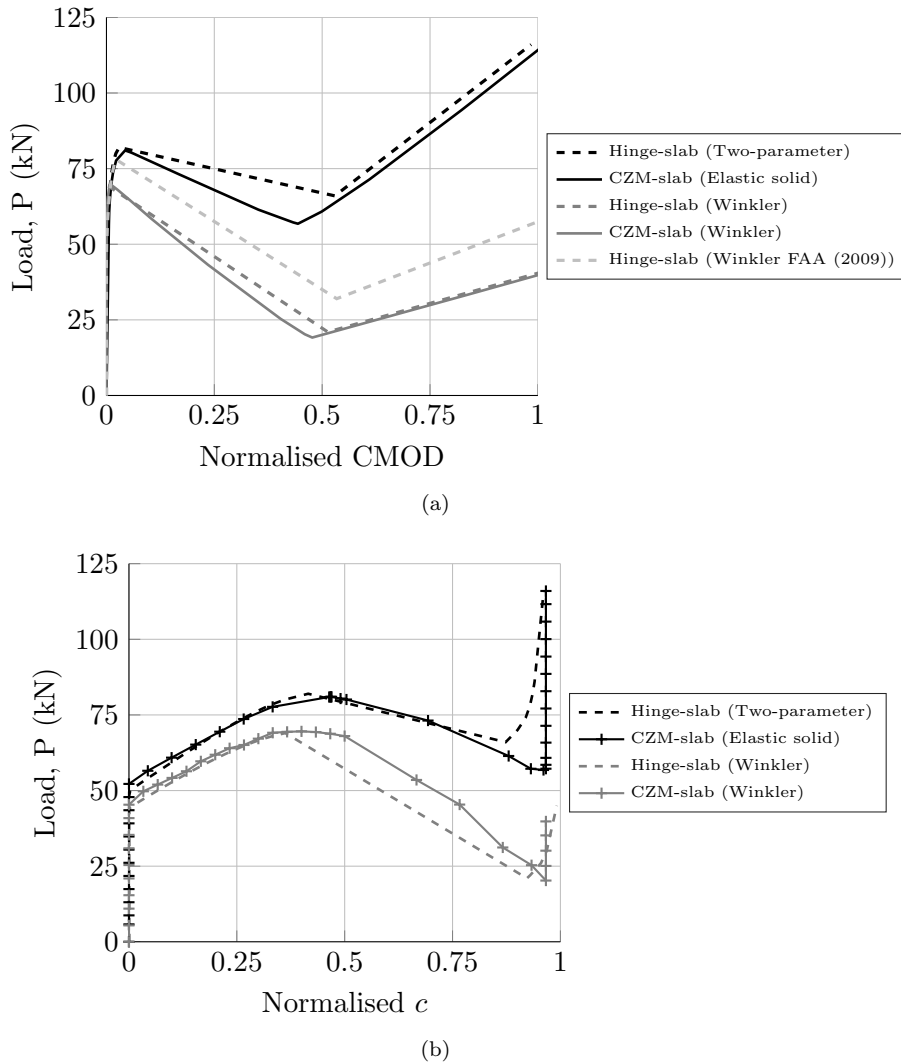 125
100
75
50
25
0
Load, P (kN)
0
0.25
0.5
0.75
1
Normalised CMOD
Hinge-slab (Two-parameter)
CZM-slab (Elastic solid)
Hinge-slab (Winkler)
CZM-slab (Winkler)
Hinge-slab (Winkler FAA (2009))
(a)
125
100
75
50
25
0
Load, P (kN)
0
0.25
0.5
0.75
1
Normalised c
Hinge-slab (Two-parameter)
CZM-slab (Elastic solid)
Hinge-slab (Winkler)
CZM-slab (Winkler)
(b)